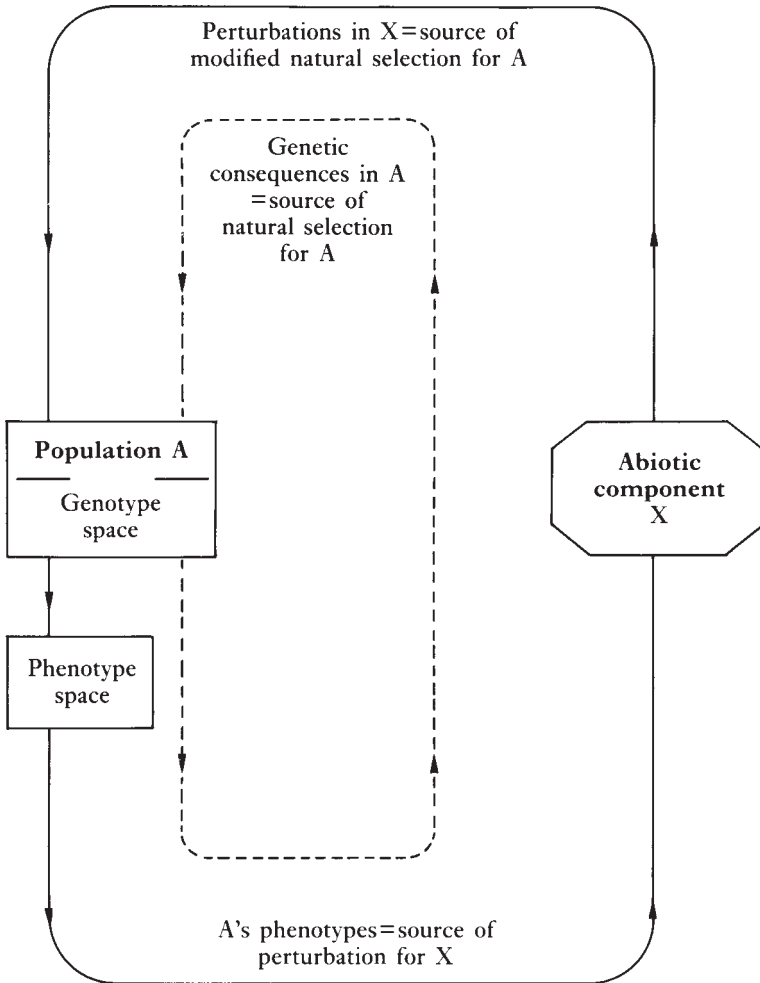 Perturbations in X=source of
modified natural selection for A
Genetic
consequences in A
=source of
natural selection
for A
Population A
Genotype
space
Abiotic
component
X
Phenotype
space
A's phenotypes=source of
perturbation for X